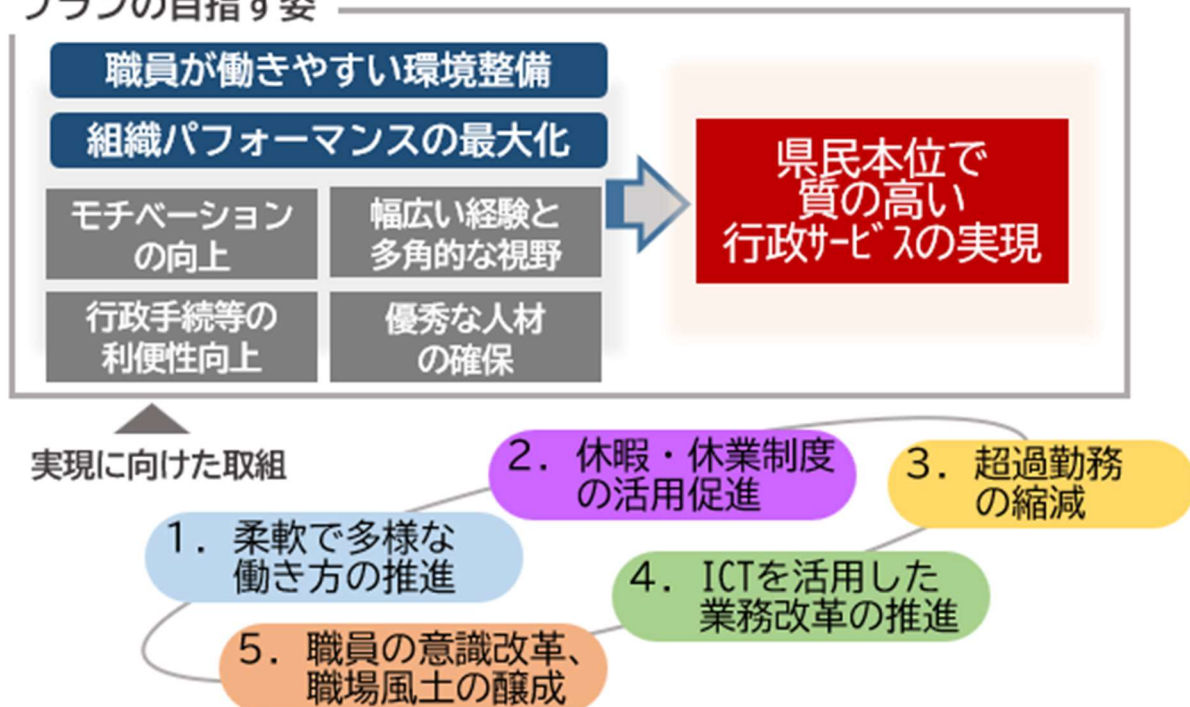 プランの目指す姿
職員が働きやすい環境整備
組織パフォーマンスの最大化
モチベーション
の向上
幅広い経験と
多角的な視野
行政手続等の
利便性向上
優秀な人材
の確保
県民本位で
質の高い
行政ｻｰﾋﾞｽの実現
実現に向けた取組
1．柔軟で多様な
働き方の推進
2．休暇・休業制度
の活用促進
3．超過勤務
の縮減
4．ICTを活用した
業務改革の推進
5．職員の意識改革、
職場風土の醸成